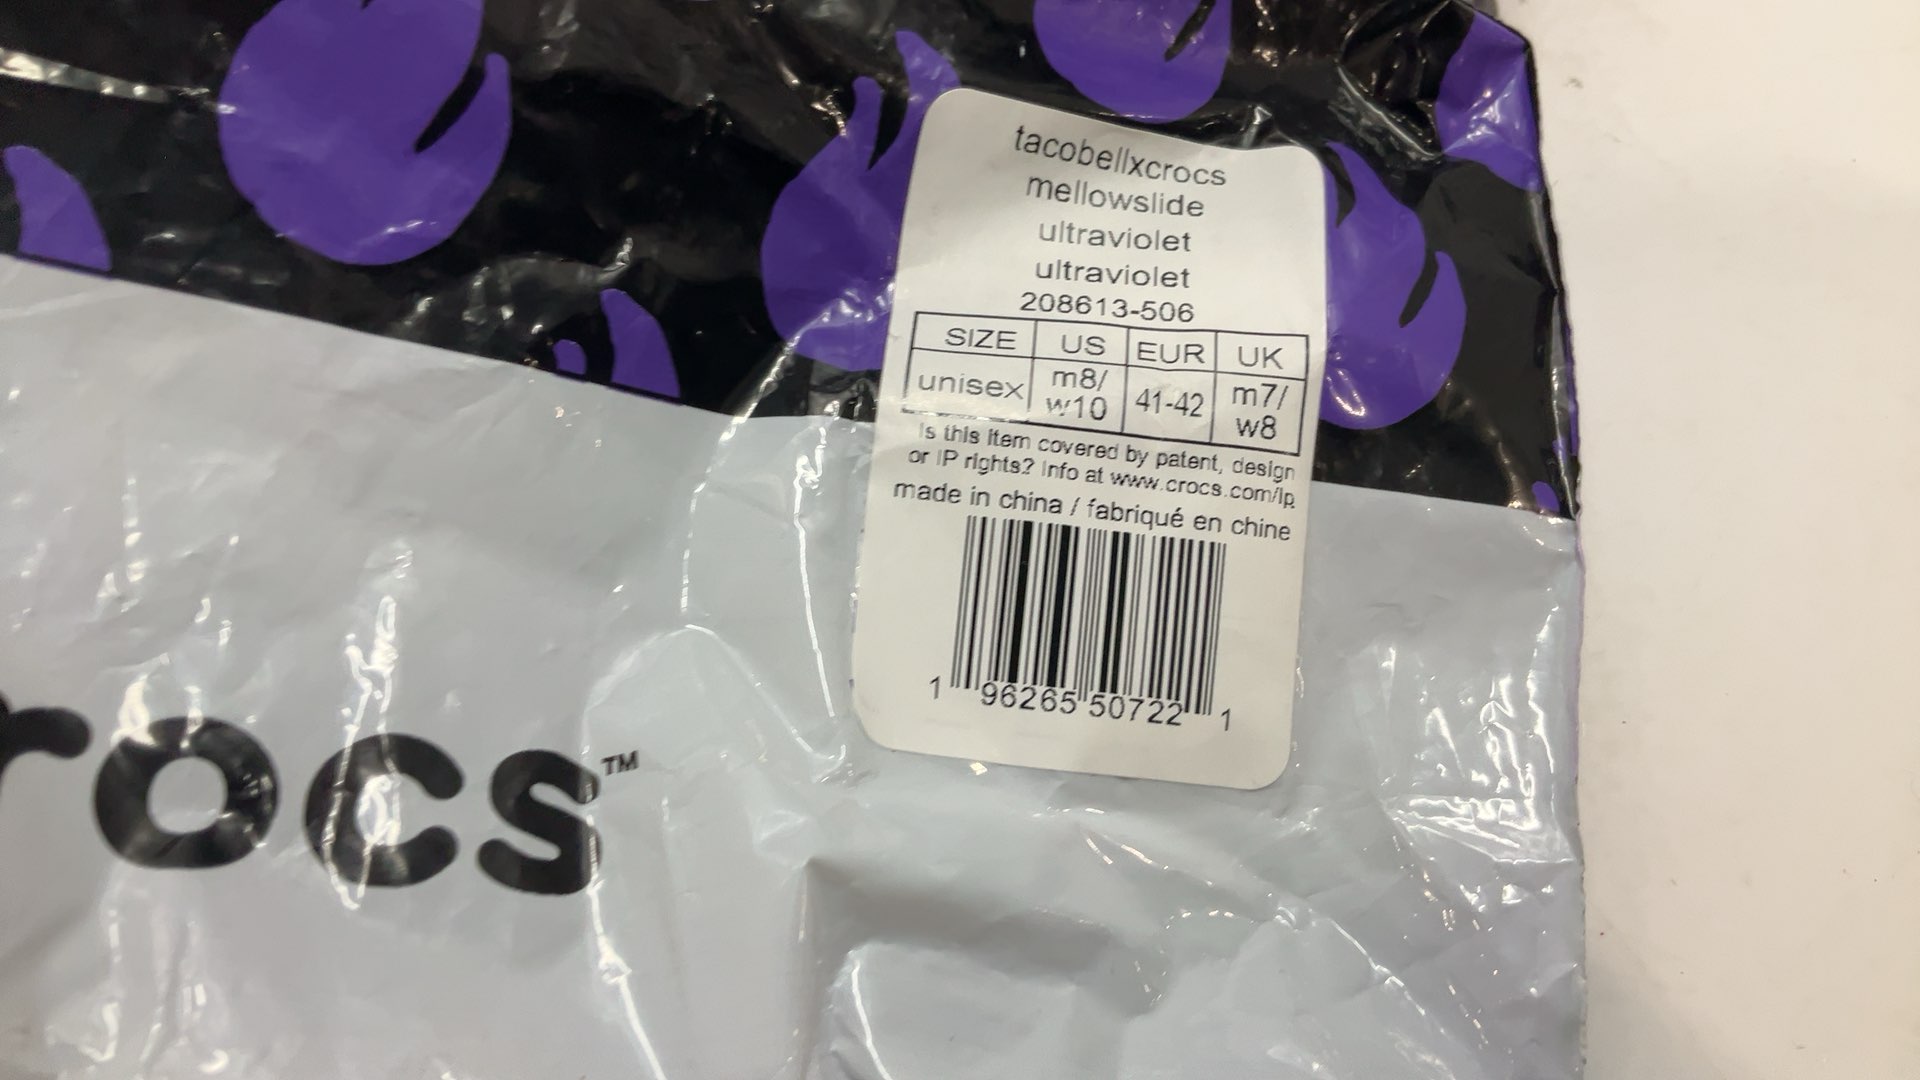 tacobellxcrocs
mellowslide
ultraviolet
ultraviolet
208613-506
SIZE US EUR UK
unisex m8/ w10 41-42 m7/ w8
Is this item covered by patent, design
or IP rights? Info at www.crocs.com/ip
made in china / fabriqué en chine
1 96265 50722 1
rocs™